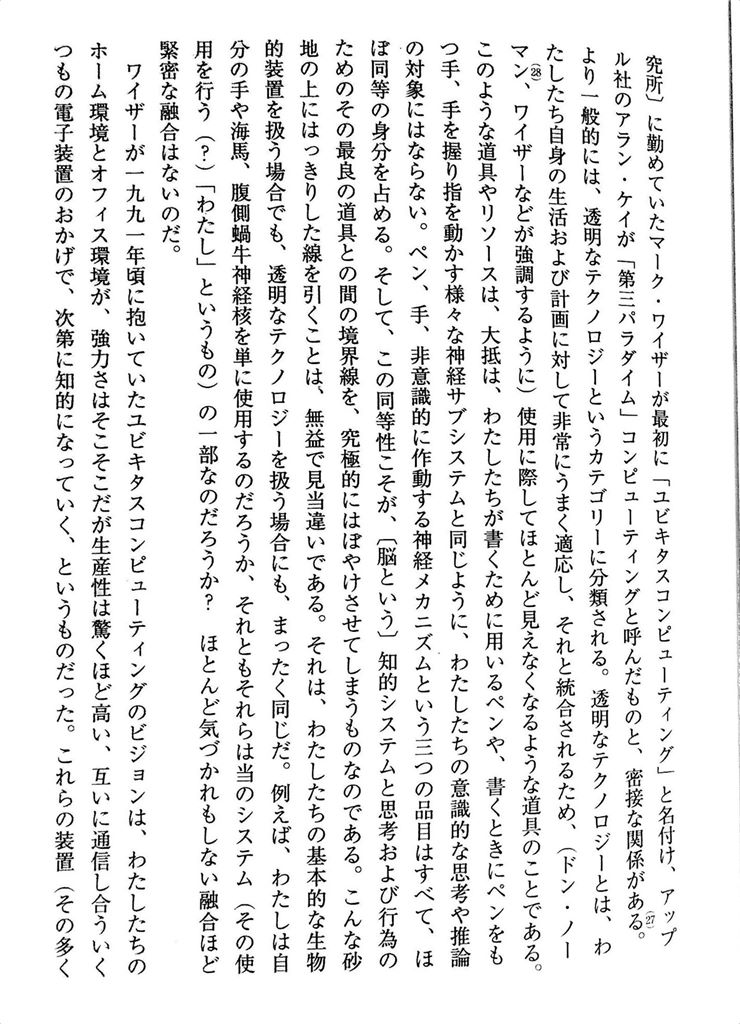 究所〕に勤めていたマーク・ワイザーが最初に「ユビキタスコンピューティング」と名付け、アップ
ル社のアラン・ケイが「第三パラダイム」コンピューティングと呼んだものと、密接な関係がある。(27)
より一般的には、透明なテクノロジーというカテゴリーに分類される。透明なテクノロジーとは、わ
たしたち自身の生活および計画に対して非常にうまく適応し、それと統合されるため、(ドン・ノー
マン、ワイザーなどが強調するように)使用に際してほとんど見えなくなるような道具のことである。(28)
このような道具やリソースは、大抵は、わたしたちが書くために用いるペンや、書くときにペンをも
つ手、手を握り指を動かす様々な神経サブシステムと同じように、わたしたちの意識的な思考や推論
の対象にはならない。ペン、手、非意識的に作動する神経メカニズムという三つの品目はすべて、ほ
ぼ同等の身分を占める。そして、この同等性こそが、〔脳という〕知的システムと思考および行為の
ためのその最良の道具との間の境界線を、究極的にはぼやけさせてしまうものなのである。こんな砂
地の上にはっきりした線を引くことは、無益で見当違いである。それは、わたしたちの基本的な生物
的装置を扱う場合でも、透明なテクノロジーを扱う場合にも、まったく同じだ。例えば、わたしは自
分の手や海馬、腹側蝸牛神経核を単に使用するのだろうか、それともそれらは当のシステム(その使
用を行う(?)「わたし」というもの)の一部なのだろうか? ほとんど気づかれもしない融合ほど
緊密な融合はないのだ。
ワイザーが一九九一年頃に抱いていたユビキタスコンピューティングのビジョンは、わたしたちの
ホーム環境とオフィス環境が、強力さはそこそこだが生産性は驚くほど高い、互いに通信し合ういく
つもの電子装置のおかげで、次第に知的になっていく、というものだった。これらの装置(その多く